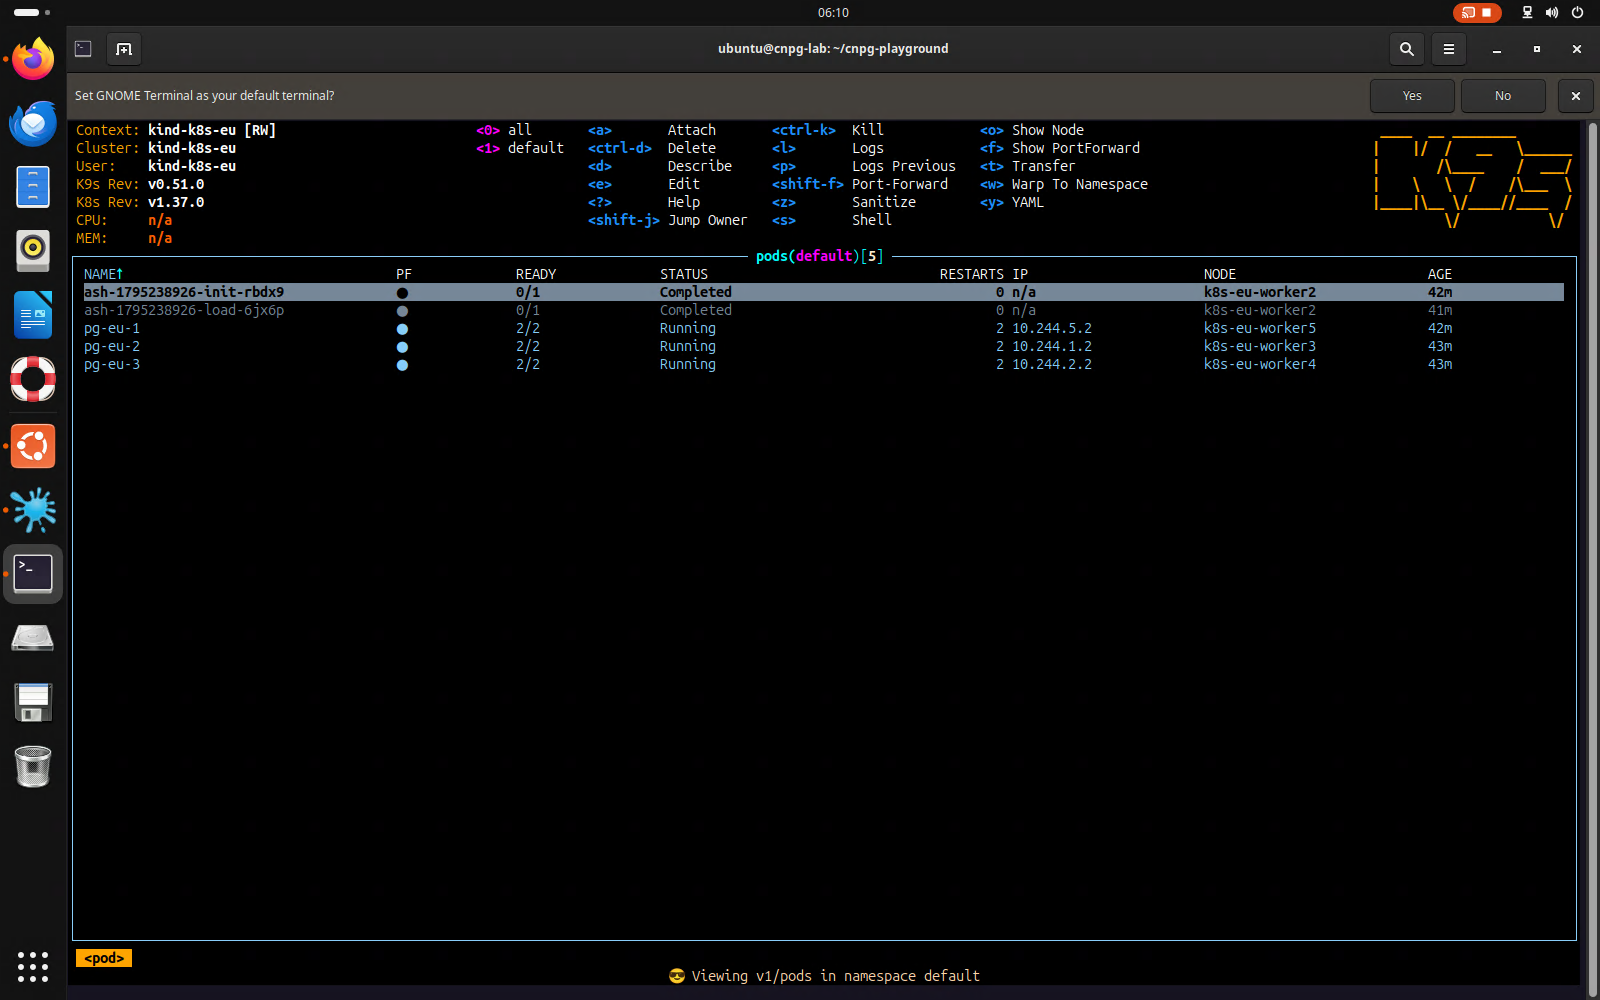 06:10
ubuntu@cnpg-lab: ~/cnpg-playground
Set GNOME Terminal as your default terminal?
Yes
No
Context: kind-k8s-eu [RW] <0> all <a> Attach <ctrl-k> Kill <o> Show Node
Cluster: kind-k8s-eu <1> default <ctrl-d> Delete <l> Logs <f> Show PortForward
User: kind-k8s-eu <d> Describe <p> Logs Previous <t> Transfer
K9s Rev: v0.51.0 <e> Edit <shift-f> Port-Forward <w> Warp To Namespace
K8s Rev: v1.37.0 <?> Help <z> Sanitize <y> YAML
CPU: n/a <shift-j> Jump Owner <s> Shell
MEM: n/a
pods(default)[5]
NAME↑ PF READY STATUS RESTARTS IP NODE AGE
ash-1795238926-init-rbdx9 ● 0/1 Completed 0 n/a k8s-eu-worker2 42m
ash-1795238926-load-6jx6p ● 0/1 Completed 0 n/a k8s-eu-worker2 41m
pg-eu-1 ● 2/2 Running 2 10.244.5.2 k8s-eu-worker5 42m
pg-eu-2 ● 2/2 Running 2 10.244.1.2 k8s-eu-worker3 43m
pg-eu-3 ● 2/2 Running 2 10.244.2.2 k8s-eu-worker4 43m
<pod>
😎 Viewing v1/pods in namespace default